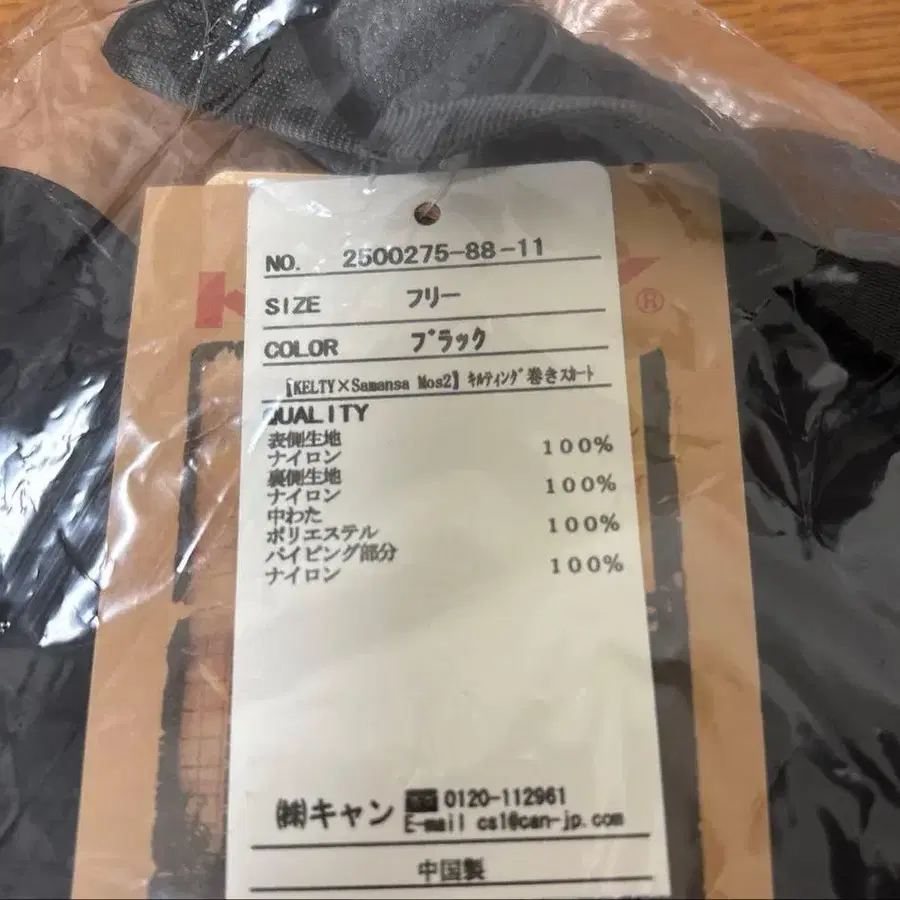 NO. 2500275-88-11
SIZE フリー
®
COLOR ブラック
【KELTY×Samansa Mos2】キルティング巻きスカート
QUALITY
表側生地
ナイロン 100%
裏側生地
ナイロン 100%
中わた
ポリエステル 100%
パイピング部分
ナイロン 100%
㈱キャン 0120-112961
E-mail cs1@can-jp.com
中国製